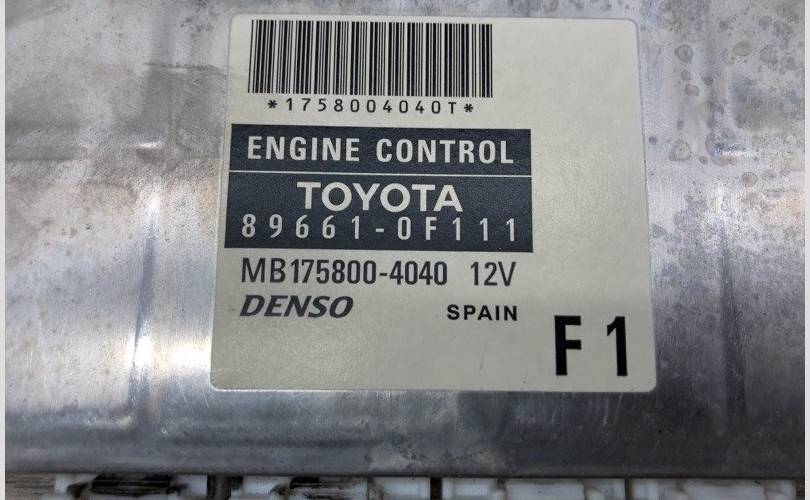 *1758004040T*
ENGINE CONTROL
TOYOTA
89661-0F111
MB175800-4040 12V
DENSO SPAIN
F1